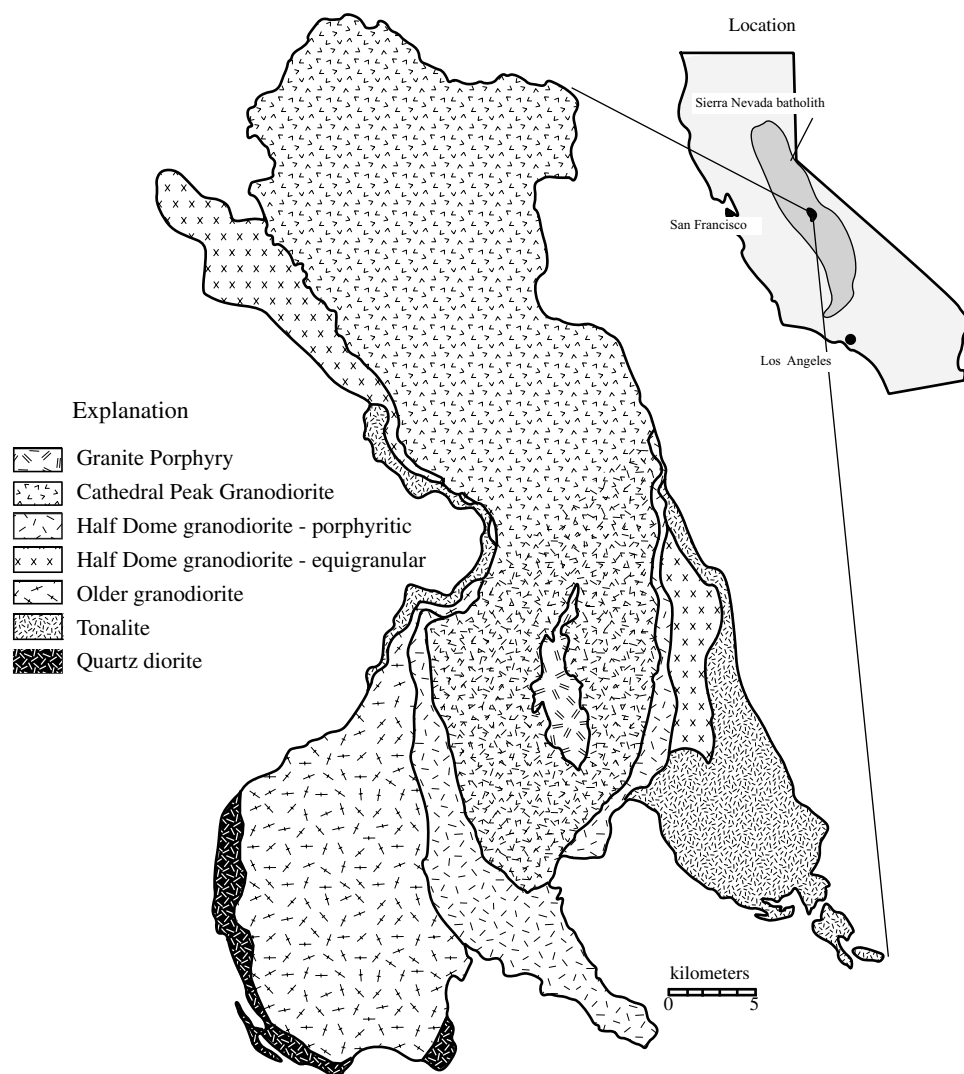 Location
Sierra Nevada batholith
San Francisco
Los Angeles
Explanation
Granite Porphyry
Cathedral Peak Granodiorite
Half Dome granodiorite - porphyritic
Half Dome granodiorite - equigranular
Older granodiorite
Tonalite
Quartz diorite
kilometers
0 5